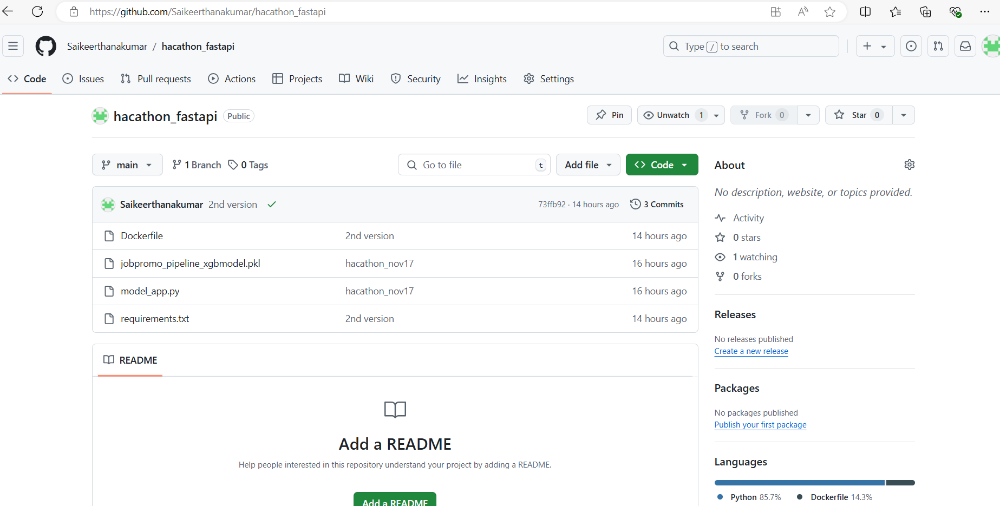 https://github.com/Saikeerthanakumar/hacathon_fastapi
Saikeerthanakumar / hacathon_fastapi
Type / to search
Code Issues Pull requests Actions Projects Wiki Security Insights Settings
hacathon_fastapi Public
Pin Unwatch 1 Fork 0 Star 0
main 1 Branch 0 Tags Go to file t Add file Code
Saikeerthanakumar 2nd version 73ffb92 · 14 hours ago 3 Commits
Dockerfile 2nd version 14 hours ago
jobpromo_pipeline_xgbmodel.pkl hacathon_nov17 16 hours ago
model_app.py hacathon_nov17 16 hours ago
requirements.txt 2nd version 14 hours ago
README
Add a README
Help people interested in this repository understand your project by adding a README.
Add a README
About
No description, website, or topics provided.
Activity
0 stars
1 watching
0 forks
Releases
No releases published
Create a new release
Packages
No packages published
Publish your first package
Languages
Python 85.7% Dockerfile 14.3%